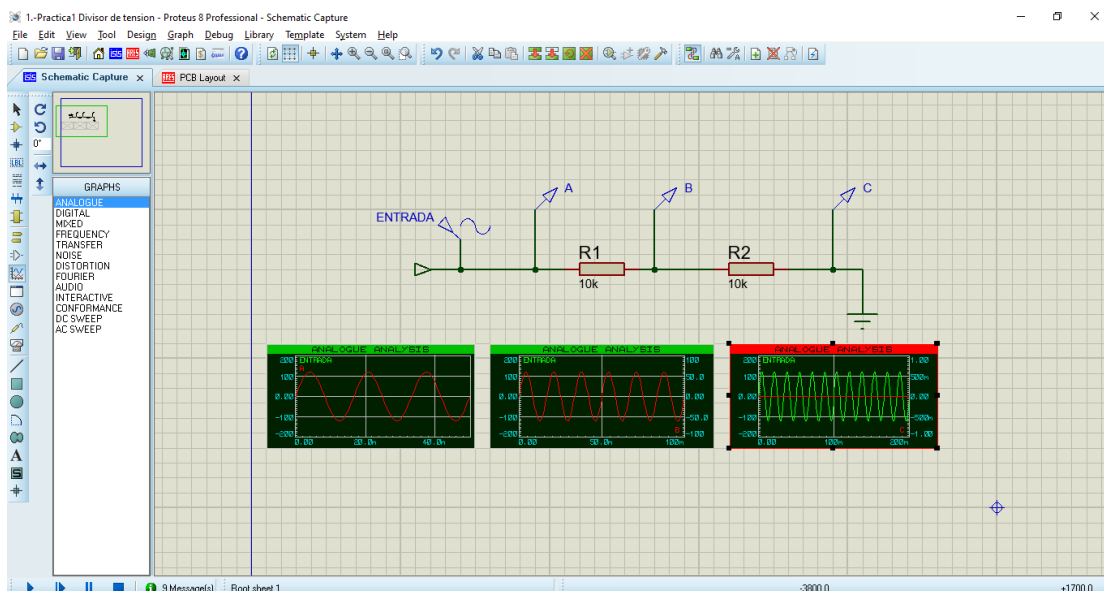 1.-Practica1 Divisor de tension - Proteus 8 Professional - Schematic Capture
File Edit View Tool Design Graph Debug Library Template System Help
Schematic Capture
PCB Layout
0°
GRAPHS
ANALOGUE
DIGITAL
MIXED
FREQUENCY
TRANSFER
NOISE
DISTORTION
FOURIER
AUDIO
INTERACTIVE
CONFORMANCE
DC SWEEP
AC SWEEP
A
B
C
ENTRADA
R1
R2
10k
10k
ANALOGUE ANALYSIS
200
ENTRADA
A
100
0.00
-100
-200
0.00 20.0m 40.0m
ANALOGUE ANALYSIS
200 ENTRADA 100
100 50.0
0.00 0.00
-100 -50.0
-200 B -100
0.00 50.0m 100m
ANALOGUE ANALYSIS
200 ENTRADA 1.00
100 500m
0.00 0.00
-100 -500m
-200 C -1.00
0.00 100m 200m
9 Message(s) Root sheet 1 -3800.0 +1700.0